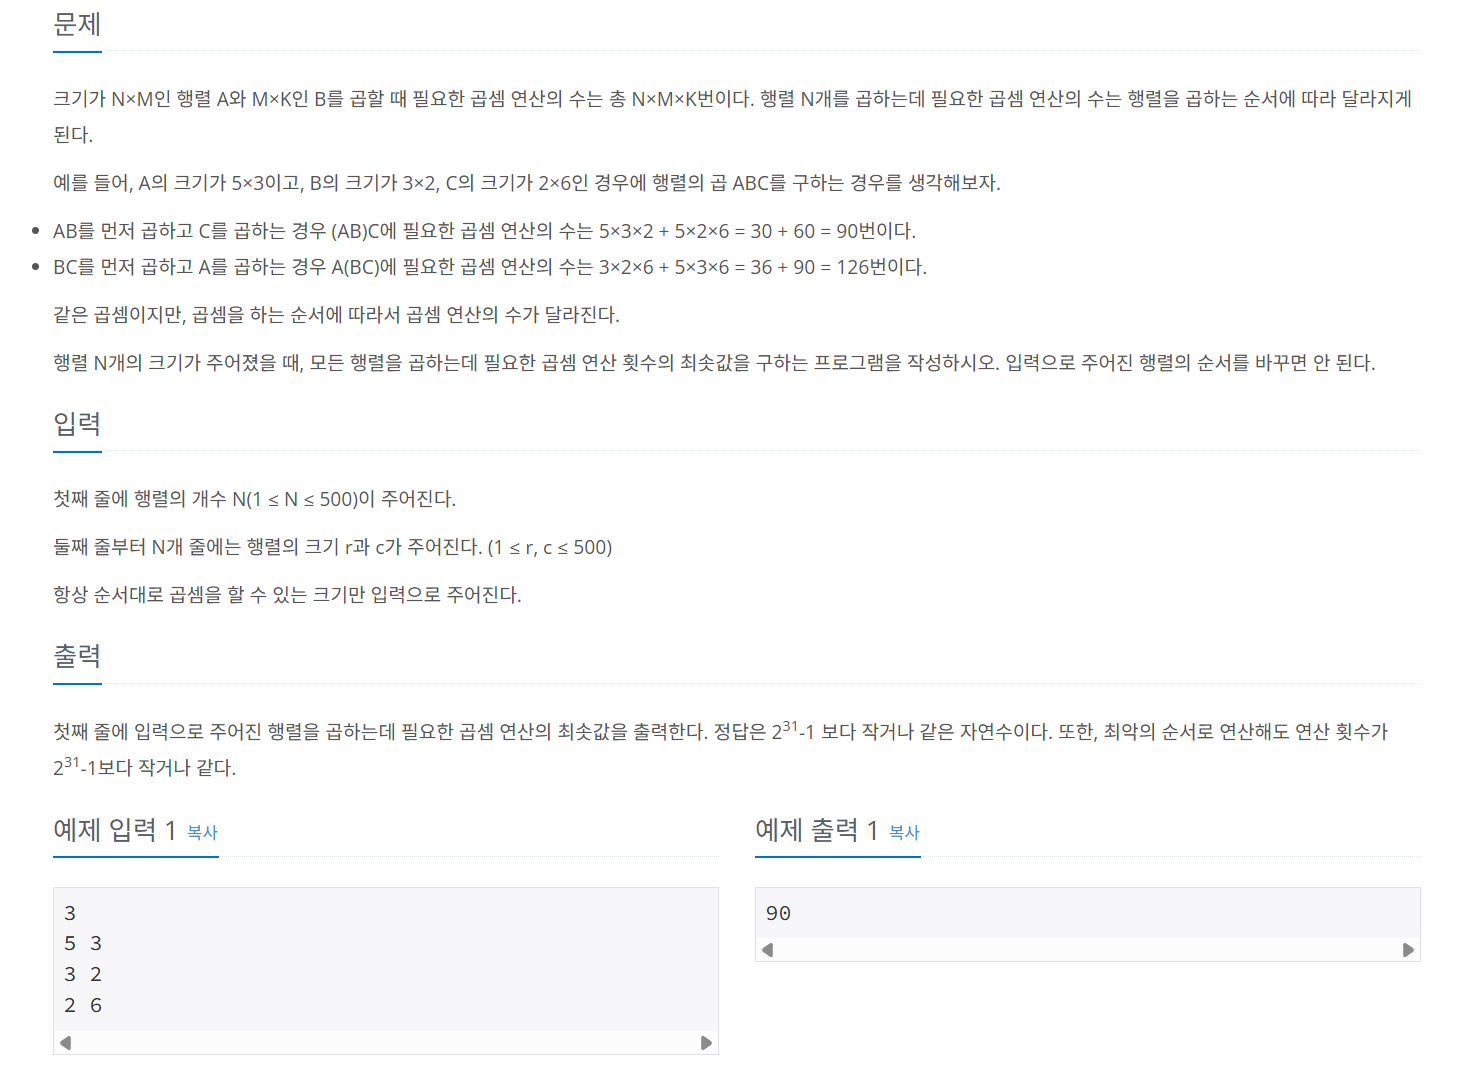 문제
크기가 N×M인 행렬 A와 M×K인 B를 곱할 때 필요한 곱셈 연산의 수는 총 N×M×K번이다. 행렬 N개를 곱하는데 필요한 곱셈 연산의 수는 행렬을 곱하는 순서에 따라 달라지게
된다.
예를 들어, A의 크기가 5×3이고, B의 크기가 3×2, C의 크기가 2×6인 경우에 행렬의 곱 ABC를 구하는 경우를 생각해보자.
• AB를 먼저 곱하고 C를 곱하는 경우 (AB)C에 필요한 곱셈 연산의 수는 5×3×2 + 5×2×6 = 30 + 60 = 90번이다.
• BC를 먼저 곱하고 A를 곱하는 경우 A(BC)에 필요한 곱셈 연산의 수는 3×2×6 + 5×3×6 = 36 + 90 = 126번이다.
같은 곱셈이지만, 곱셈을 하는 순서에 따라서 곱셈 연산의 수가 달라진다.
행렬 N개의 크기가 주어졌을 때, 모든 행렬을 곱하는데 필요한 곱셈 연산 횟수의 최솟값을 구하는 프로그램을 작성하시오. 입력으로 주어진 행렬의 순서를 바꾸면 안 된다.
입력
첫째 줄에 행렬의 개수 N(1 ≤ N ≤ 500)이 주어진다.
둘째 줄부터 N개 줄에는 행렬의 크기 r과 c가 주어진다. (1 ≤ r, c ≤ 500)
항상 순서대로 곱셈을 할 수 있는 크기만 입력으로 주어진다.
출력
첫째 줄에 입력으로 주어진 행렬을 곱하는데 필요한 곱셈 연산의 최솟값을 출력한다. 정답은 2³¹-1 보다 작거나 같은 자연수이다. 또한, 최악의 순서로 연산해도 연산 횟수가
2³¹-1보다 작거나 같다.
예제 입력 1 복사
3
5 3
3 2
2 6
예제 출력 1 복사
90